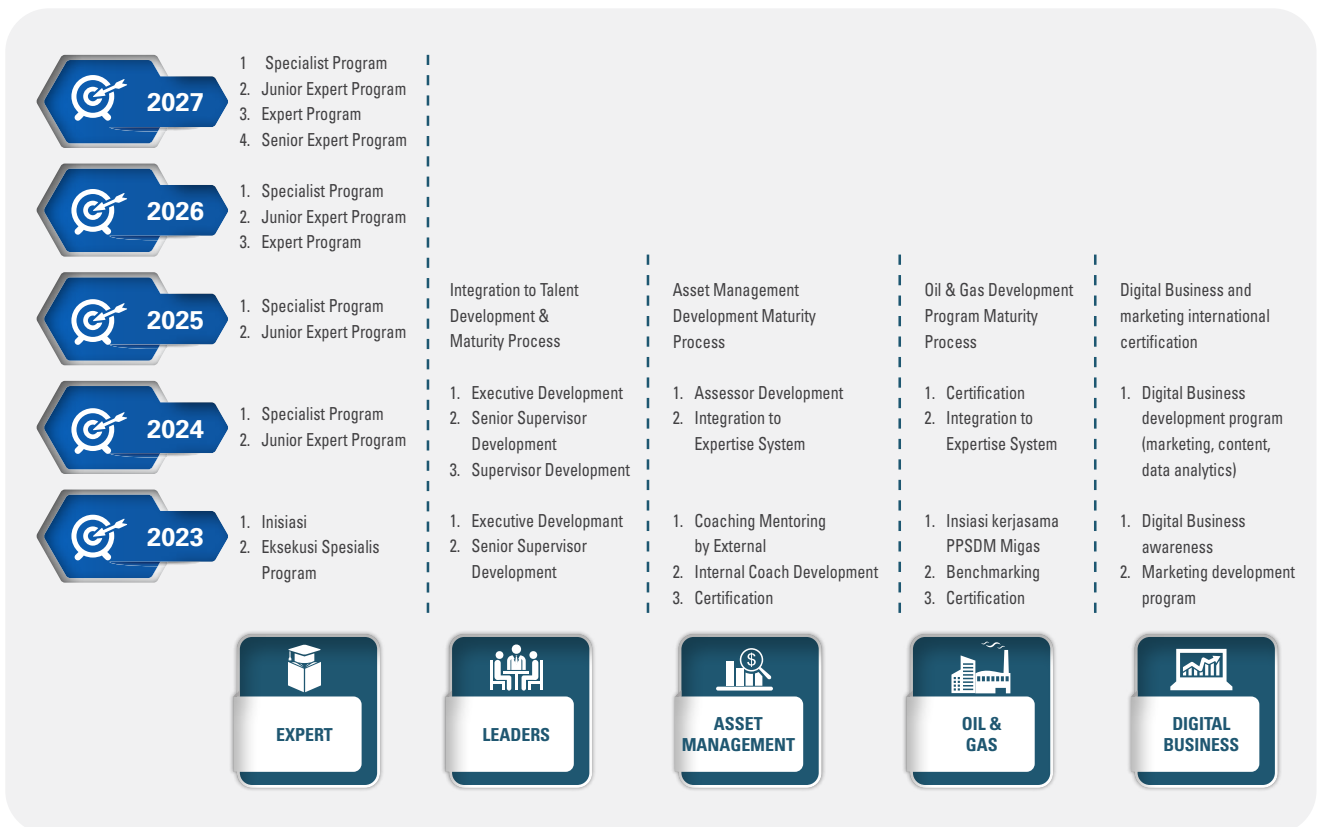 2027
1 Specialist Program
2. Junior Expert Program
3. Expert Program
4. Senior Expert Program
2026
1. Specialist Program
2. Junior Expert Program
3. Expert Program
2025
1. Specialist Program
2. Junior Expert Program
Integration to Talent
Development &
Maturity Process
Asset Management
Development Maturity
Process
Oil & Gas Development
Program Maturity
Process
Digital Business and
marketing international
certification
2024
1. Specialist Program
2. Junior Expert Program
1. Executive Development
2. Senior Supervisor
Development
3. Supervisor Development
1. Assessor Development
2. Integration to
Expertise System
1. Certification
2. Integration to
Expertise System
1. Digital Business
development program
(marketing, content,
data analytics)
2023
1. Inisiasi
2. Eksekusi Spesialis
Program
1. Executive Developmant
2. Senior Supervisor
Development
1. Coaching Mentoring
by External
2. Internal Coach Development
3. Certification
1. Insiasi kerjasama
PPSDM Migas
2. Benchmarking
3. Certification
1. Digital Business
awareness
2. Marketing development
program
EXPERT
LEADERS
$
ASSET
MANAGEMENT
OIL &
GAS
DIGITAL
BUSINESS